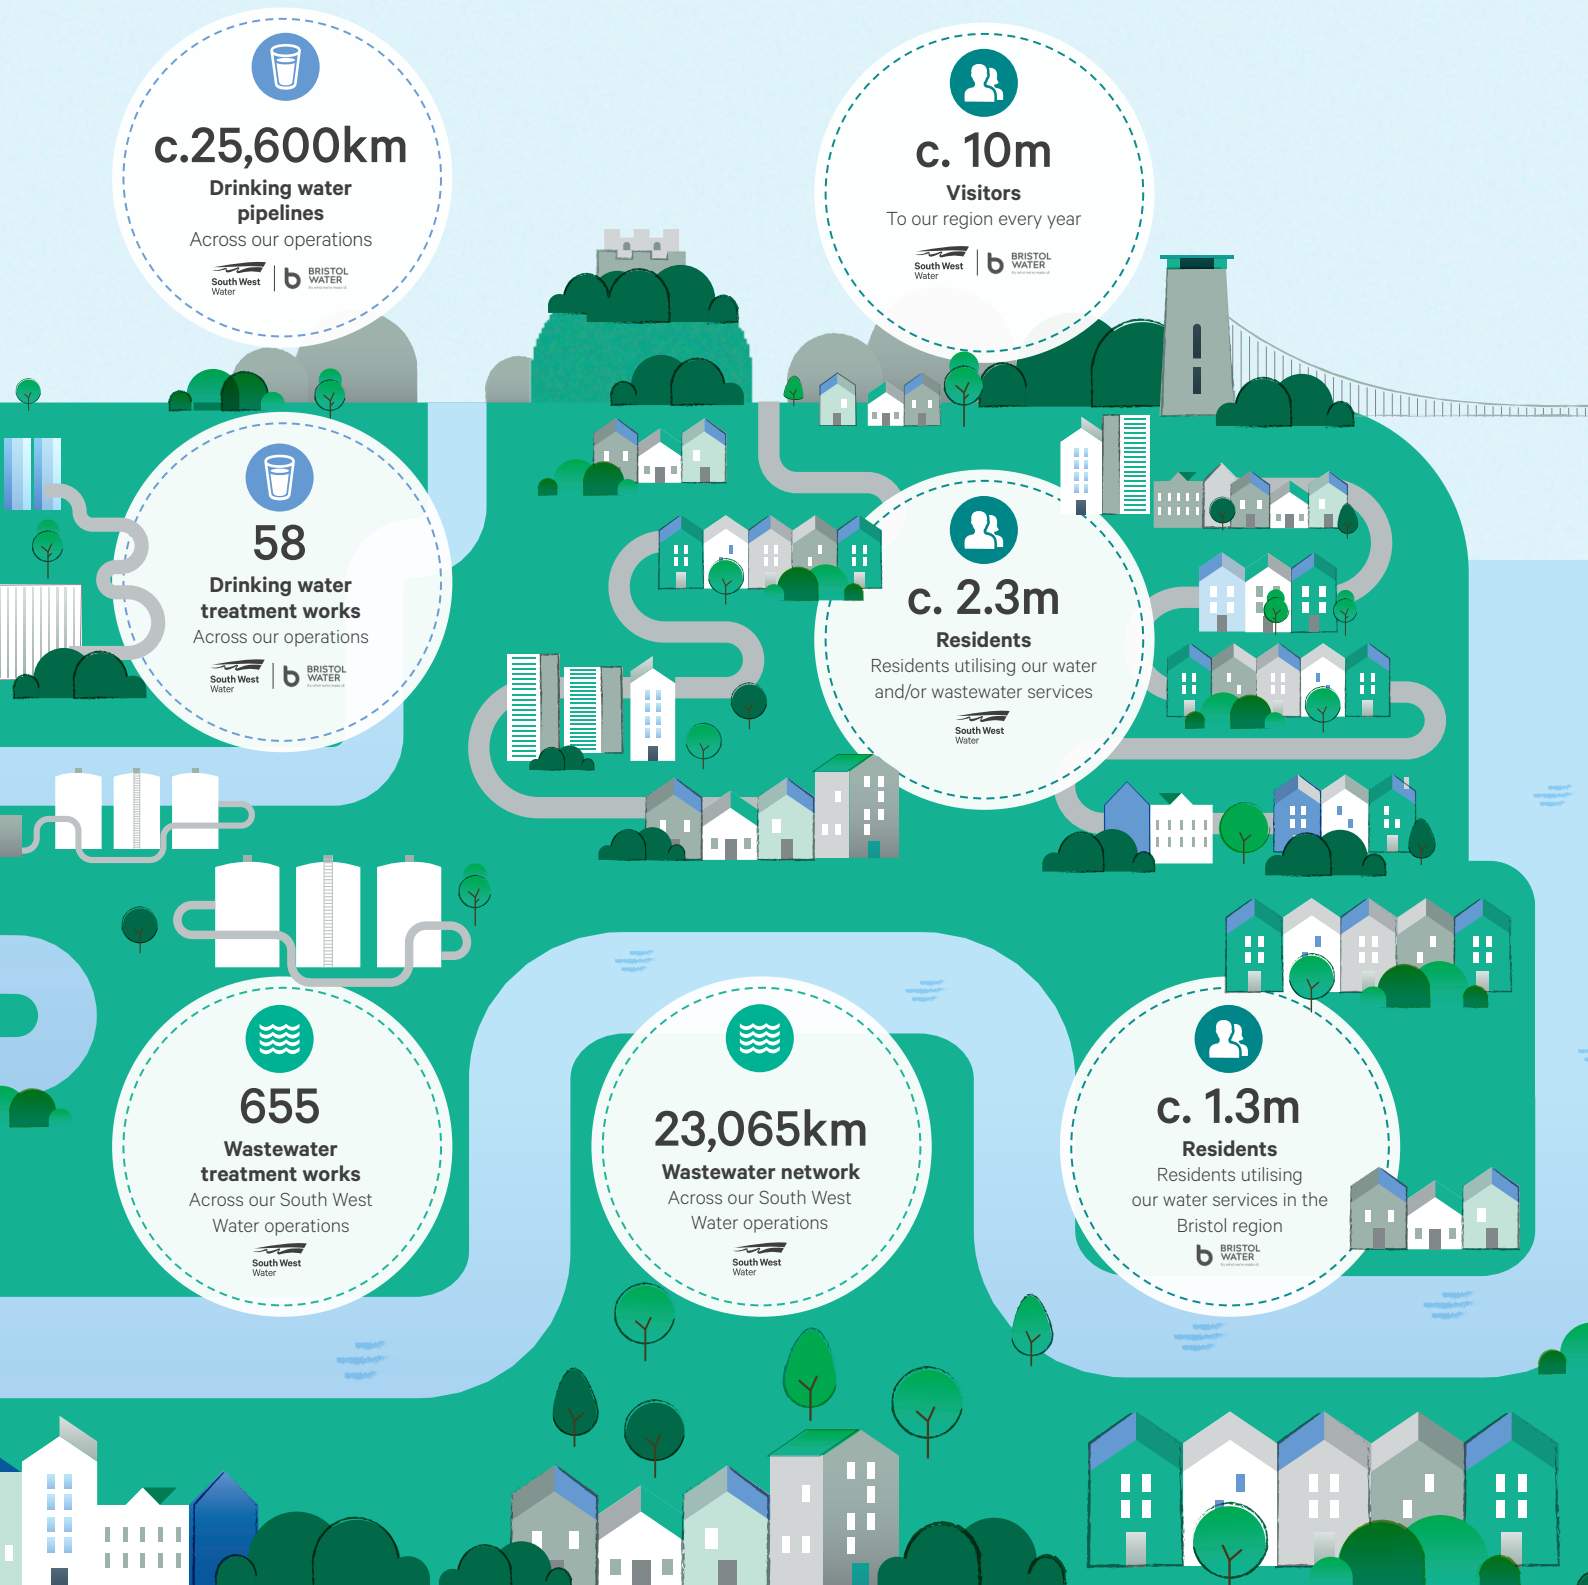 c.25,600km
Drinking water
pipelines
Across our operations
South West
Water
BRISTOL
WATER
c. 10m
Visitors
To our region every year
South West
Water
BRISTOL
WATER
58
Drinking water
treatment works
Across our operations
South West
Water
BRISTOL
WATER
c. 2.3m
Residents
Residents utilising our water
and/or wastewater services
South West
Water
655
Wastewater
treatment works
Across our South West
Water operations
South West
Water
23,065km
Wastewater network
Across our South West
Water operations
South West
Water
c. 1.3m
Residents
Residents utilising
our water services in the
Bristol region
BRISTOL
WATER